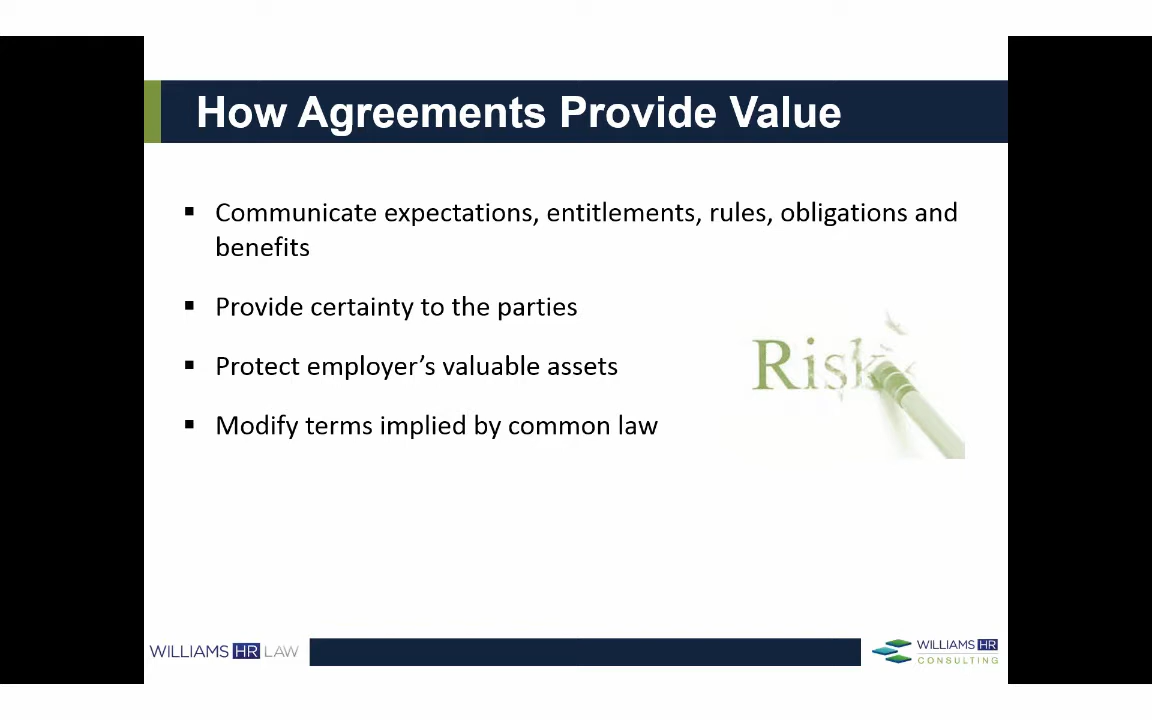 How Agreements Provide Value
▪ Communicate expectations, entitlements, rules, obligations and
benefits
▪ Provide certainty to the parties
▪ Protect employer’s valuable assets
▪ Modify terms implied by common law
Risk
WILLIAMS HR LAW
WILLIAMS HR
CONSULTING